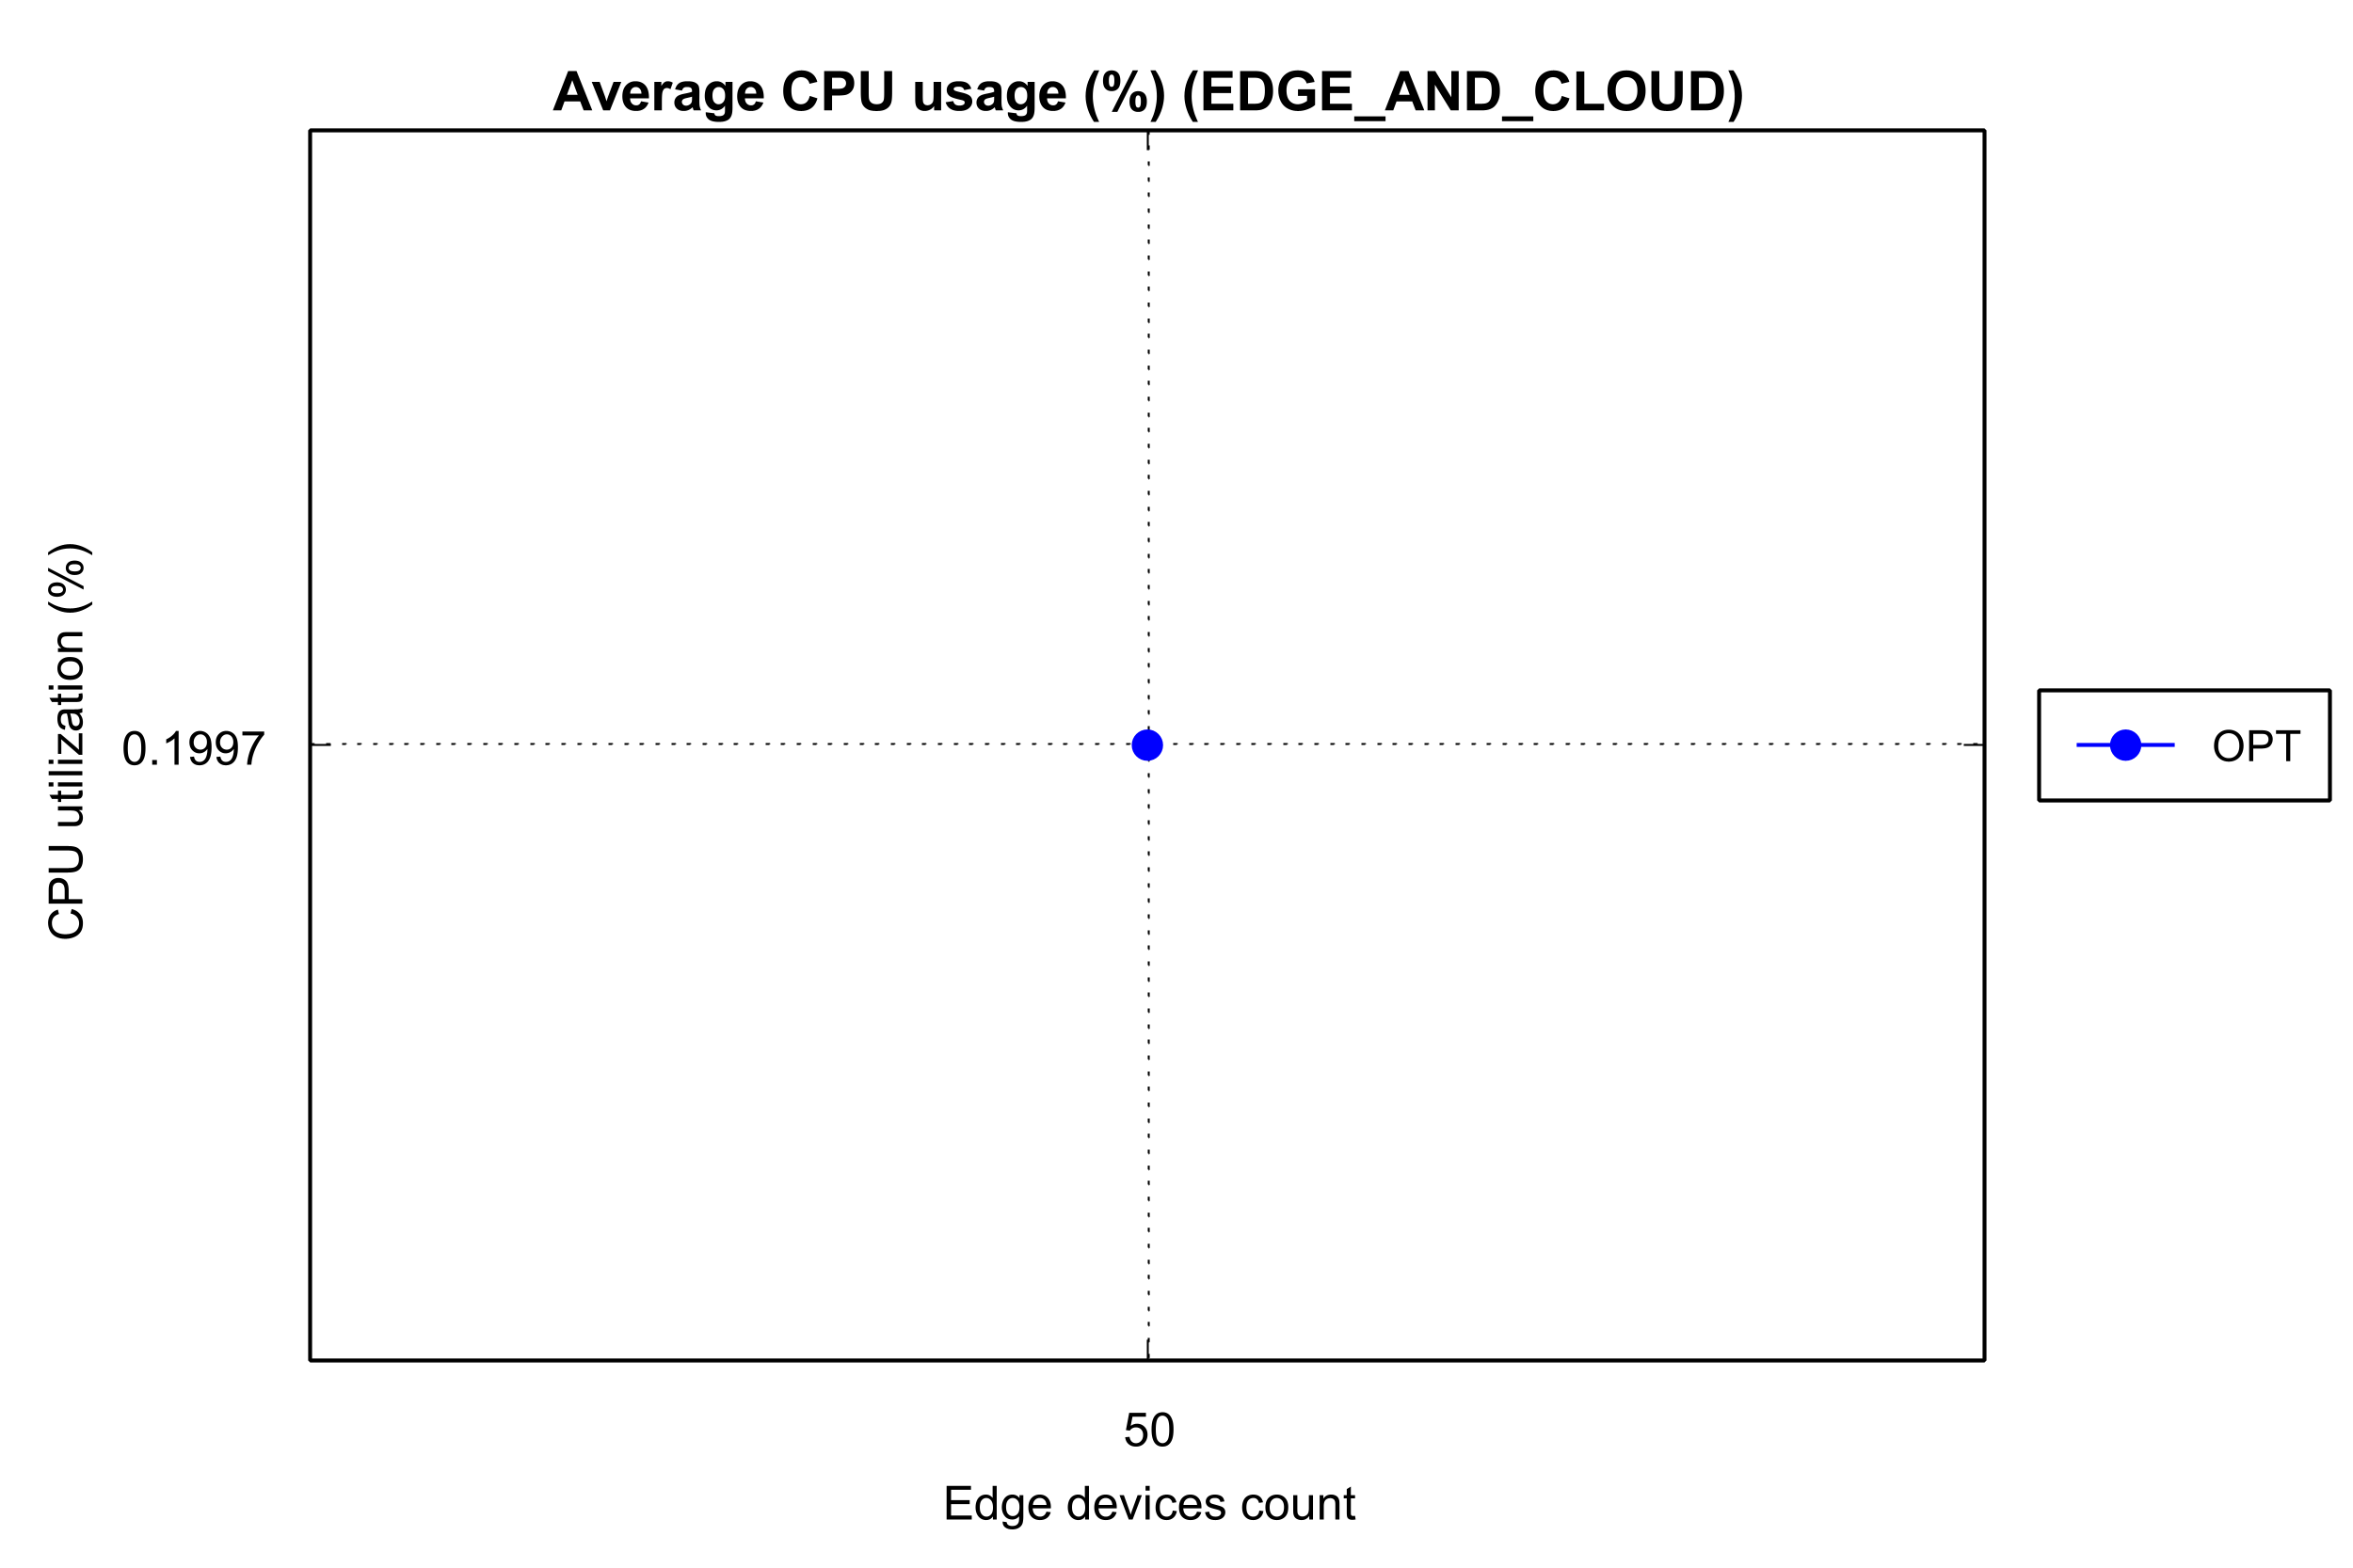 Average CPU usage (%) (EDGE_AND_CLOUD)
CPU utilization (%)
0.1997
OPT
50
Edge devices count